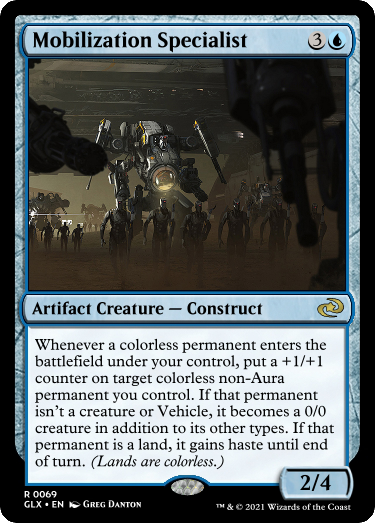 Mobilization Specialist 3
Artifact Creature — Construct
Whenever a colorless permanent enters the
battlefield under your control, put a +1/+1
counter on target colorless non-Aura
permanent you control. If that permanent
isn't a creature or Vehicle, it becomes a 0/0
creature in addition to its other types. If that
permanent is a land, it gains haste until end
of turn. (Lands are colorless.)
2/4
R 0069
GLX • EN Greg Danton
™ & © 2021 Wizards of the Coast